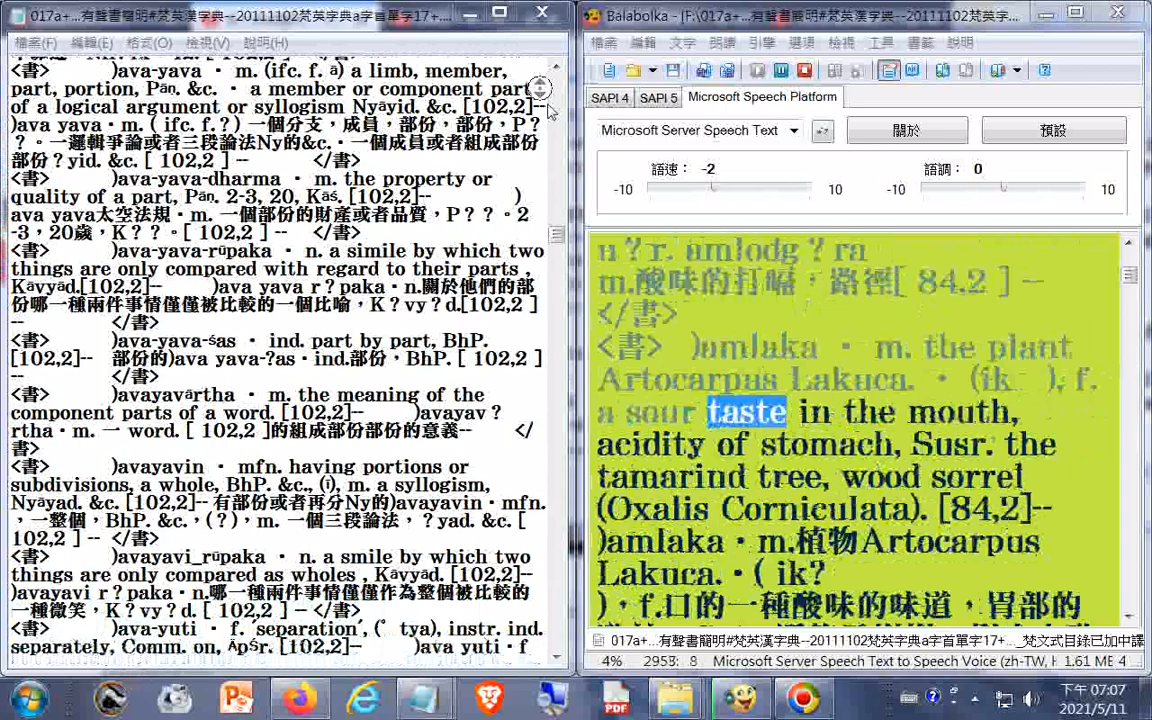 017a+...有聲書簡明#梵英漢字典--20111102梵英字典a字首單字17+...
檔案(F) 編輯(E) 格式(O) 檢視(V) 說明(H)
<書> )ava-yava ‧ m. (ifc. f. ā) a limb, member,
part, portion, Pāṇ. &c. ‧ a member or component part
of a logical argument or syllogism Nyāyid. &c. [102,2]--
)ava yava‧m. ( ifc. f.? ) 一個分支，成員，部份，部份，P？
？。一邏輯爭論或者三段論法Ny的&c.‧一個成員或者組成部份
部份？yid. &c. [ 102,2 ] -- </書>
<書> )ava-yava-dharma ‧ m. the property or
quality of a part, Pāṇ. 2-3, 20, Kāś. [102,2]-- )
ava yava太空法規‧m. 一個部份的財產或者品質，P？？。2
-3，20歲，K？？。[ 102,2 ] -- </書>
<書> )ava-yava-rūpaka ‧ n. a simile by which two
things are only compared with regard to their parts ,
Kāvyād.[102,2]-- )ava yava r？paka‧n.關於他們的部
份哪一種兩件事情僅僅被比較的一個比喻，K？vy？d.[102,2 ]
-- </書>
<書> )ava-yava-śas ‧ ind. part by part, BhP.
[102,2]-- 部份的)ava yava-?as‧ind.部份，BhP. [ 102,2 ]
-- </書>
<書> )avayavārtha ‧ m. the meaning of the
component parts of a word. [102,2]-- )avayav？
rtha‧m. 一 word. [ 102,2 ]的組成部份部份的意義-- </
書>
<書> )avayavin ‧ mfn. having portions or
subdivisions, a whole, BhP. &c., (ī), m. a syllogism,
Nyāyad. &c. [102,2]-- 有部份或者再分Ny的)avayavin‧mfn.
，一整個，BhP. &c.，(？)，m. 一個三段論法，？yad. &c. [
102,2 ] -- </書>
<書> )avayavi_rūpaka ‧ n. a smile by which two
things are only compared as wholes , Kāvyād. [102,2]--
)avayavi r？paka‧n.哪一種兩件事情僅僅作為整個被比較的
一種微笑，K？vy？d. [ 102,2 ] -- </書>
<書> )ava-yuti ‧ f. 'separation', (° tya), instr. ind.
separately, Comm. on, ĀpŚr. [102,2]-- )ava yuti‧f
Balabolka - [F:\017a+...有聲書簡明#梵英漢字典--20111102梵英字...
檔案 編輯 文字 朗讀 引擎 選項 檢視 工具 書籤 說明
SAPI 4 SAPI 5 Microsoft Speech Platform
Microsoft Server Speech Text 關於 預設
語速： -2 語調： 0
-10 10 -10 10
u？r. amlodg？ra
m.酸味的打嗝，路徑[ 84,2 ] --
</書>
<書> )amlaka ‧ m. the plant
Artocarpus Lakuca. ‧ (ik ), f.
a sour taste in the mouth,
acidity of stomach, Susr. the
tamarind tree, wood sorrel
(Oxalis Corniculata). [84,2]--
)amlaka‧m.植物Artocarpus
Lakuca.‧( ik?
)，f.口的一種酸味的味道，胃部的
017a+...有聲書簡明#梵英漢字典--20111102梵英字典a字首單字17+..._梵文式目錄已加中譯
4% 2953: 8 Microsoft Server Speech Text to Speech Voice (zh-TW, H 1.61 MB 4
下午 07:07
2021/5/11